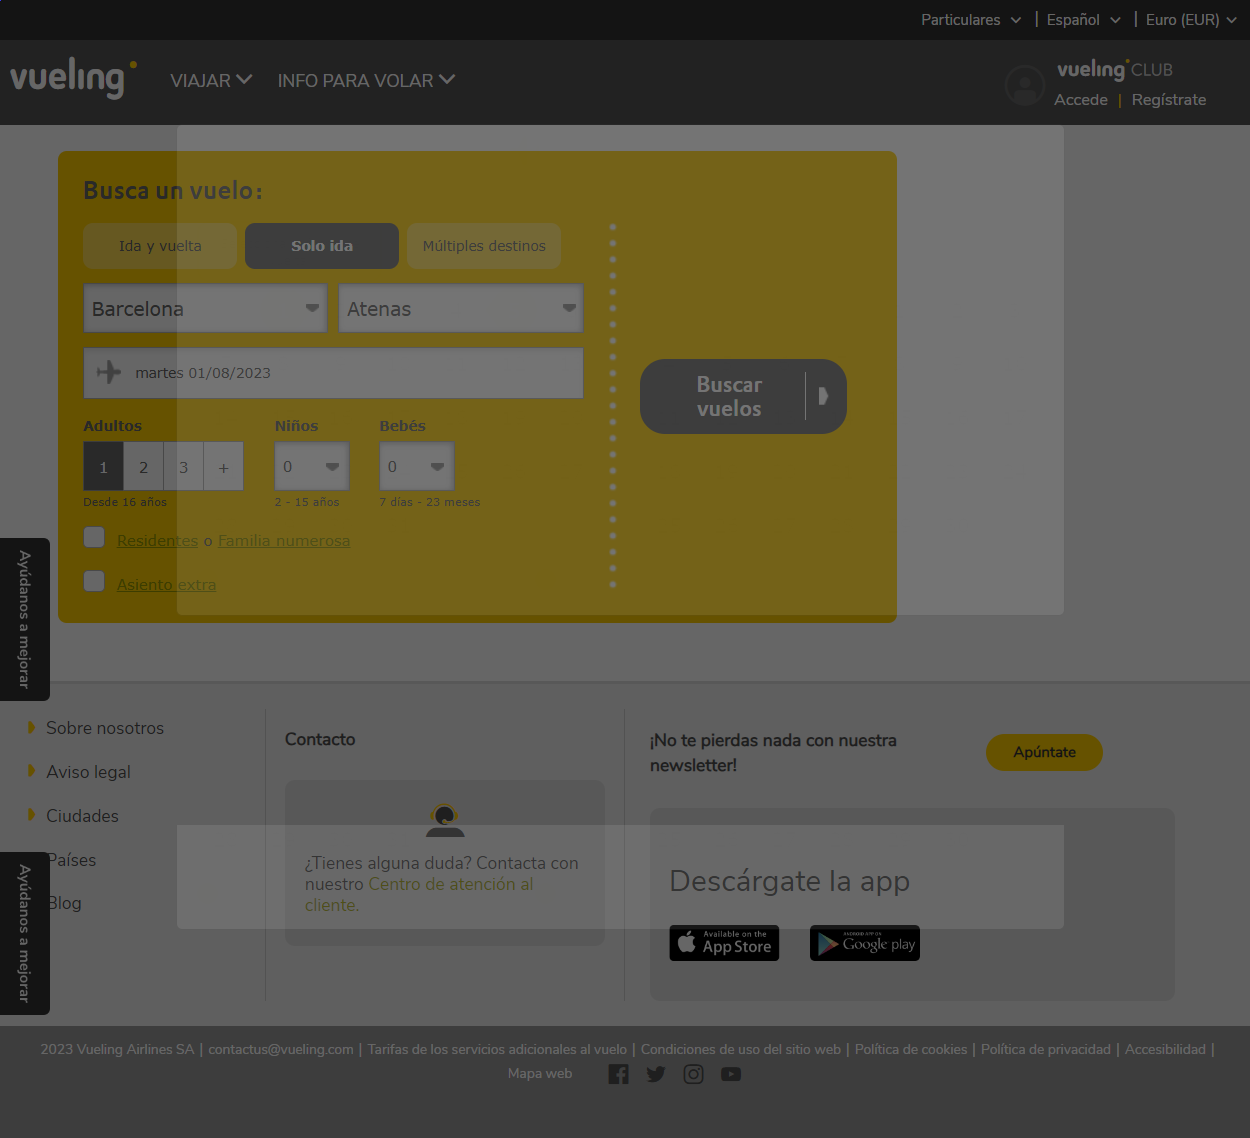 Particulares | Español | Euro (EUR)
vueling VIAJAR INFO PARA VOLAR
vueling CLUB
Accede | Regístrate
Busca un vuelo:
Ida y vuelta Solo ida Múltiples destinos
Barcelona Atenas
martes 01/08/2023
Buscar
vuelos
Adultos Niños Bebés
1 2 3 + 0 0
Desde 16 años 2 - 15 años 7 días - 23 meses
Residentes o Familia numerosa
Asiento extra
Ayúdanos a mejorar
Sobre nosotros
Aviso legal
Ciudades
Países
Blog
Ayúdanos a mejorar
Contacto
¿Tienes alguna duda? Contacta con
nuestro Centro de atención al
cliente.
¡No te pierdas nada con nuestra
newsletter!
Apúntate
Descárgate la app
Available on the
App Store
ANDROID APP ON
Google play
2023 Vueling Airlines SA | contactus@vueling.com | Tarifas de los servicios adicionales al vuelo | Condiciones de uso del sitio web | Política de cookies | Política de privacidad | Accesibilidad |
Mapa web